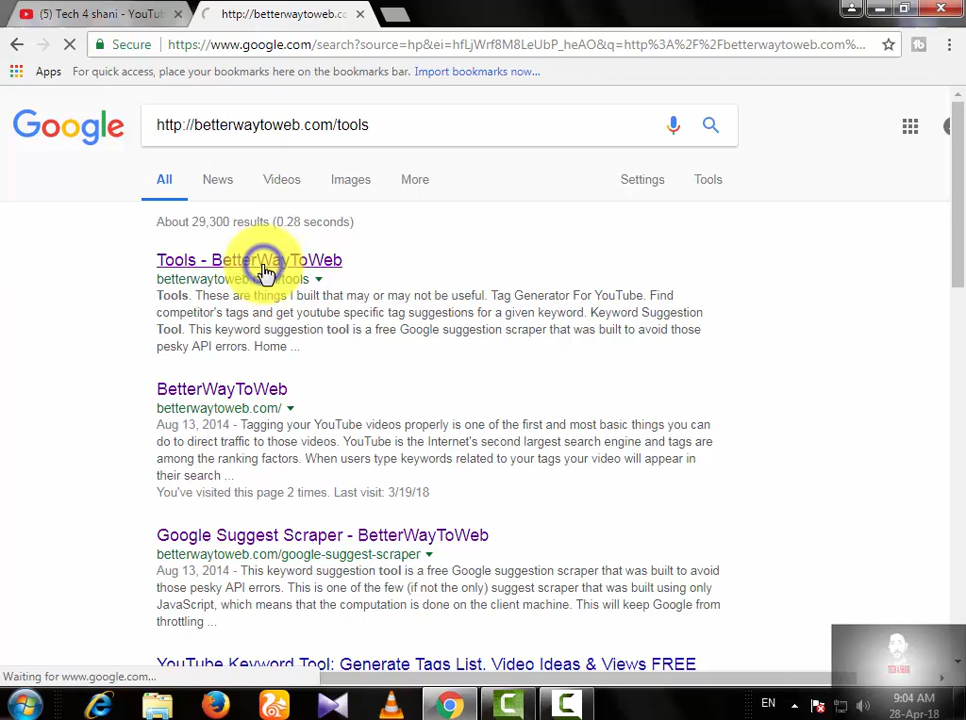 (5) Tech 4 shani - YouTu
http://betterwaytoweb.c
Secure
https://www.google.com/search?source=hp&ei=hfLjWrf8M8LeUbP_heAO&q=http%3A%2F%2Fbetterwaytoweb.com%...
Apps
For quick access, place your bookmarks here on the bookmarks bar. Import bookmarks now...
Google
http://betterwaytoweb.com/tools
All
News
Videos
Images
More
Settings
Tools
About 29,300 results (0.28 seconds)
Tools - BetterWayToWeb
betterwaytoweb.com/tools
Tools. These are things I built that may or may not be useful. Tag Generator For YouTube. Find
competitor's tags and get youtube specific tag suggestions for a given keyword. Keyword Suggestion
Tool. This keyword suggestion tool is a free Google suggestion scraper that was built to avoid those
pesky API errors. Home ...
BetterWayToWeb
betterwaytoweb.com/
Aug 13, 2014 - Tagging your YouTube videos properly is one of the first and most basic things you can
do to direct traffic to those videos. YouTube is the Internet's second largest search engine and tags are
among the ranking factors. When users type keywords related to your tags your video will appear in
their search ...
You've visited this page 2 times. Last visit: 3/19/18
Google Suggest Scraper - BetterWayToWeb
betterwaytoweb.com/google-suggest-scraper
Aug 13, 2014 - This keyword suggestion tool is a free Google suggestion scraper that was built to avoid
those pesky API errors. This is one of the few (if not the only) suggest scraper that was built using only
JavaScript, which means that the computation is done on the client machine. This will keep Google from
throttling ...
YouTube Keyword Tool: Generate Tags List, Video Ideas & Views FREE
Waiting for www.google.com...
EN
9:04 AM
28-Apr-18